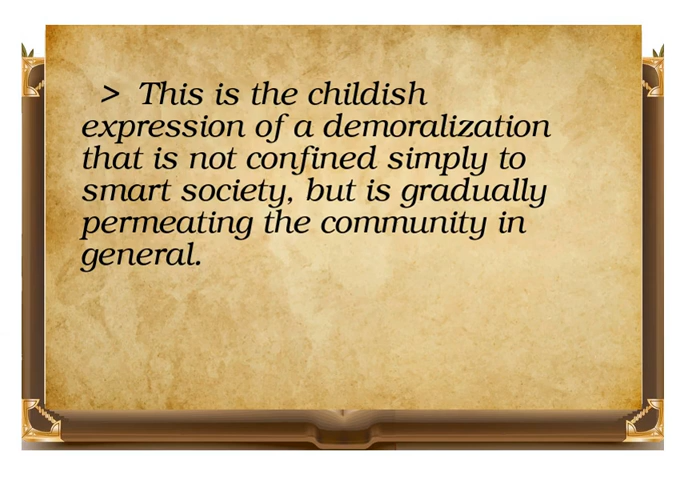 > This is the childish
expression of a demoralization
that is not confined simply to
smart society, but is gradually
permeating the community in
general.